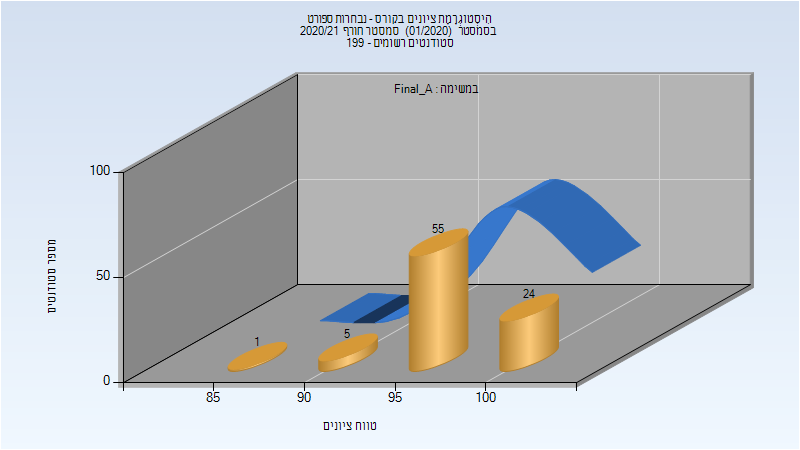 היסטוגרמת ציונים בקורס - נבחרות ספורט
בסמסטר (01/2020) סמסטר חורף 2020/21
סטודנטים רשומים - 199
במשימה : Final_A
100
50
0
מספר סטודנטים
1
5
55
24
85
90
95
100
טווח ציונים